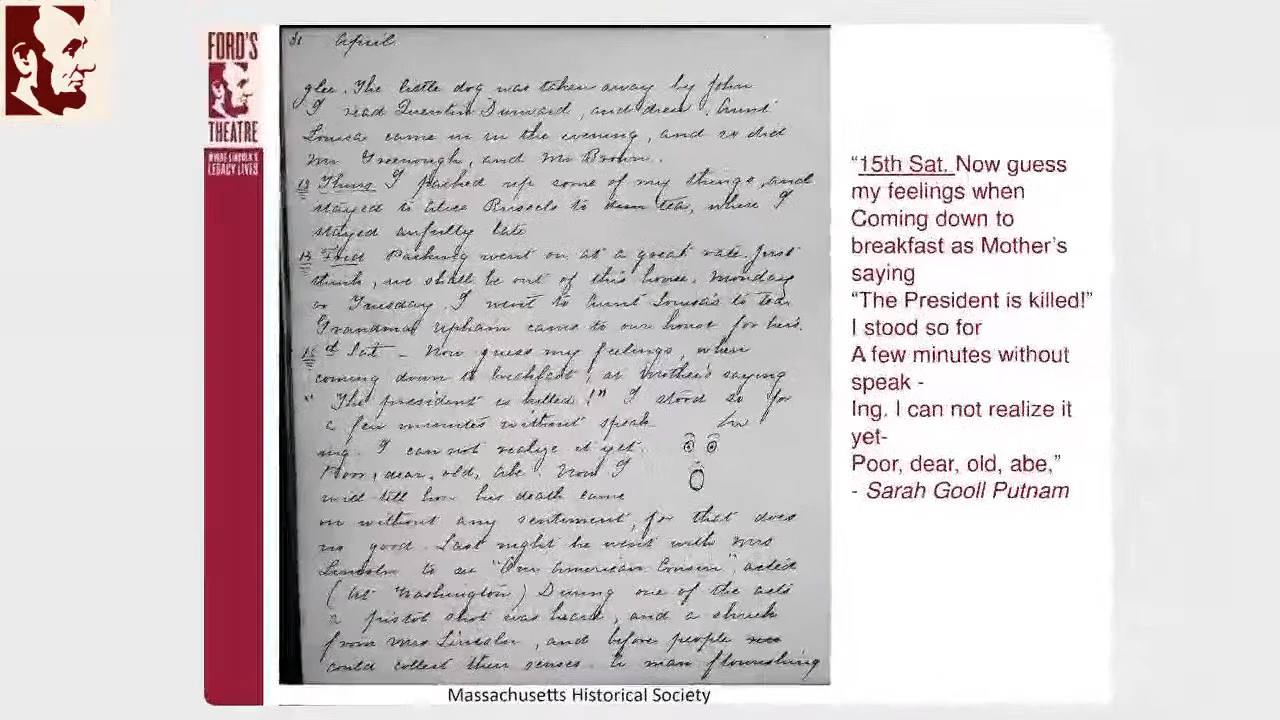 FORD'S
THEATRE
WHERE LINCOLN'S
LEGACY LIVES
31 April
glee. The little dog was taken away by John
I read Quentin Durward, and drew. Aunt
Louisa came in in the evening, and so did
Mr Greenough, and Mr Brown.
13 Thurs I packed up some of my things, and
stayed to Alice Russels to tea, where I
stayed awfully late
Packing went on at a great rate. Just
think, we shall be out of this house, Monday
or Tuesday. I went to Aunt Louisa's to tea.
Grandma Upham came to our house for hers.
15 Sat - Now guess my feelings, when
coming down to breakfast, as Mother's saying
"The president is killed!" I stood so for
a few minutes without speak
ing. I can not realize it yet.
Poor, dear, old, abe. Now I
will tell how his death came
on without any sentiment, for that does
no good. Last night he went with Mrs
Lincoln to see "Our American Cousin", acted
(At Washington) During one of the acts
a pistol shot was heard, and a shriek
from Mrs Lincoln, and before people
could collect their senses. A man flourishing
Massachusetts Historical Society
"15th Sat. Now guess
my feelings when
Coming down to
breakfast as Mother's
saying
"The President is killed!"
I stood so for
A few minutes without
speak -
Ing. I can not realize it
yet-
Poor, dear, old, abe,"
- Sarah Gooll Putnam